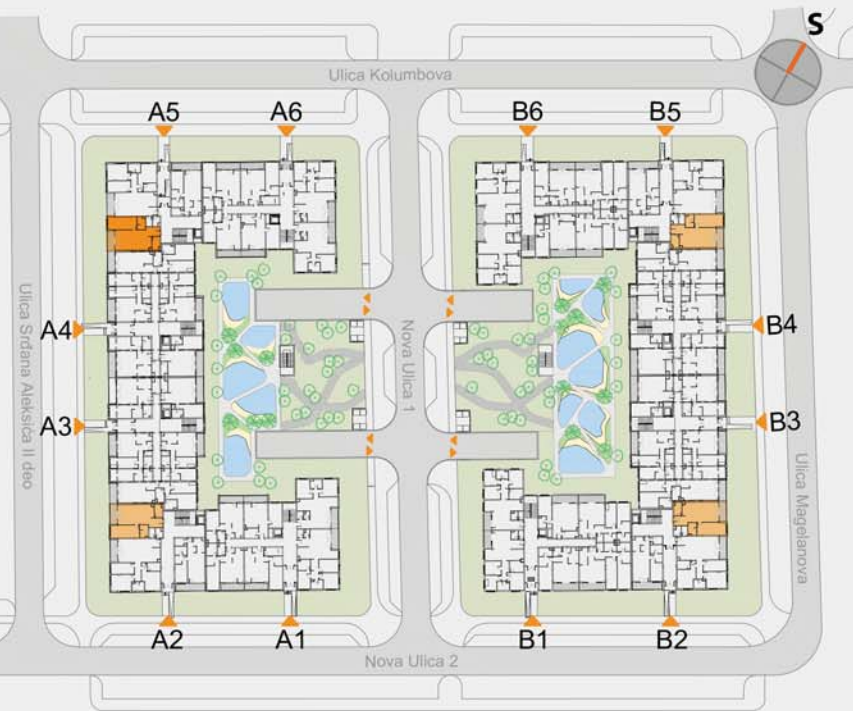 S
Ulica Kolumbova
A5
A6
B6
B5
A4
B4
Ulica Srđana Aleksića II deo
Nova Ulica 1
A3
B3
Ulica Magelanova
A2
A1
B1
B2
Nova Ulica 2